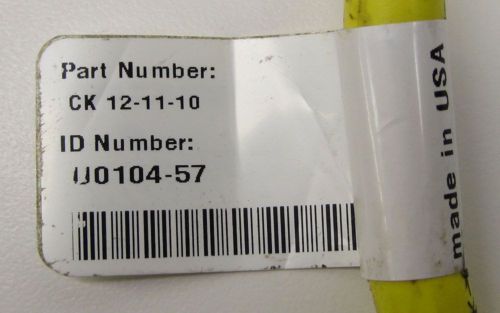 Part Number:
CK 12-11-10
ID Number:
U0104-57
made in USA